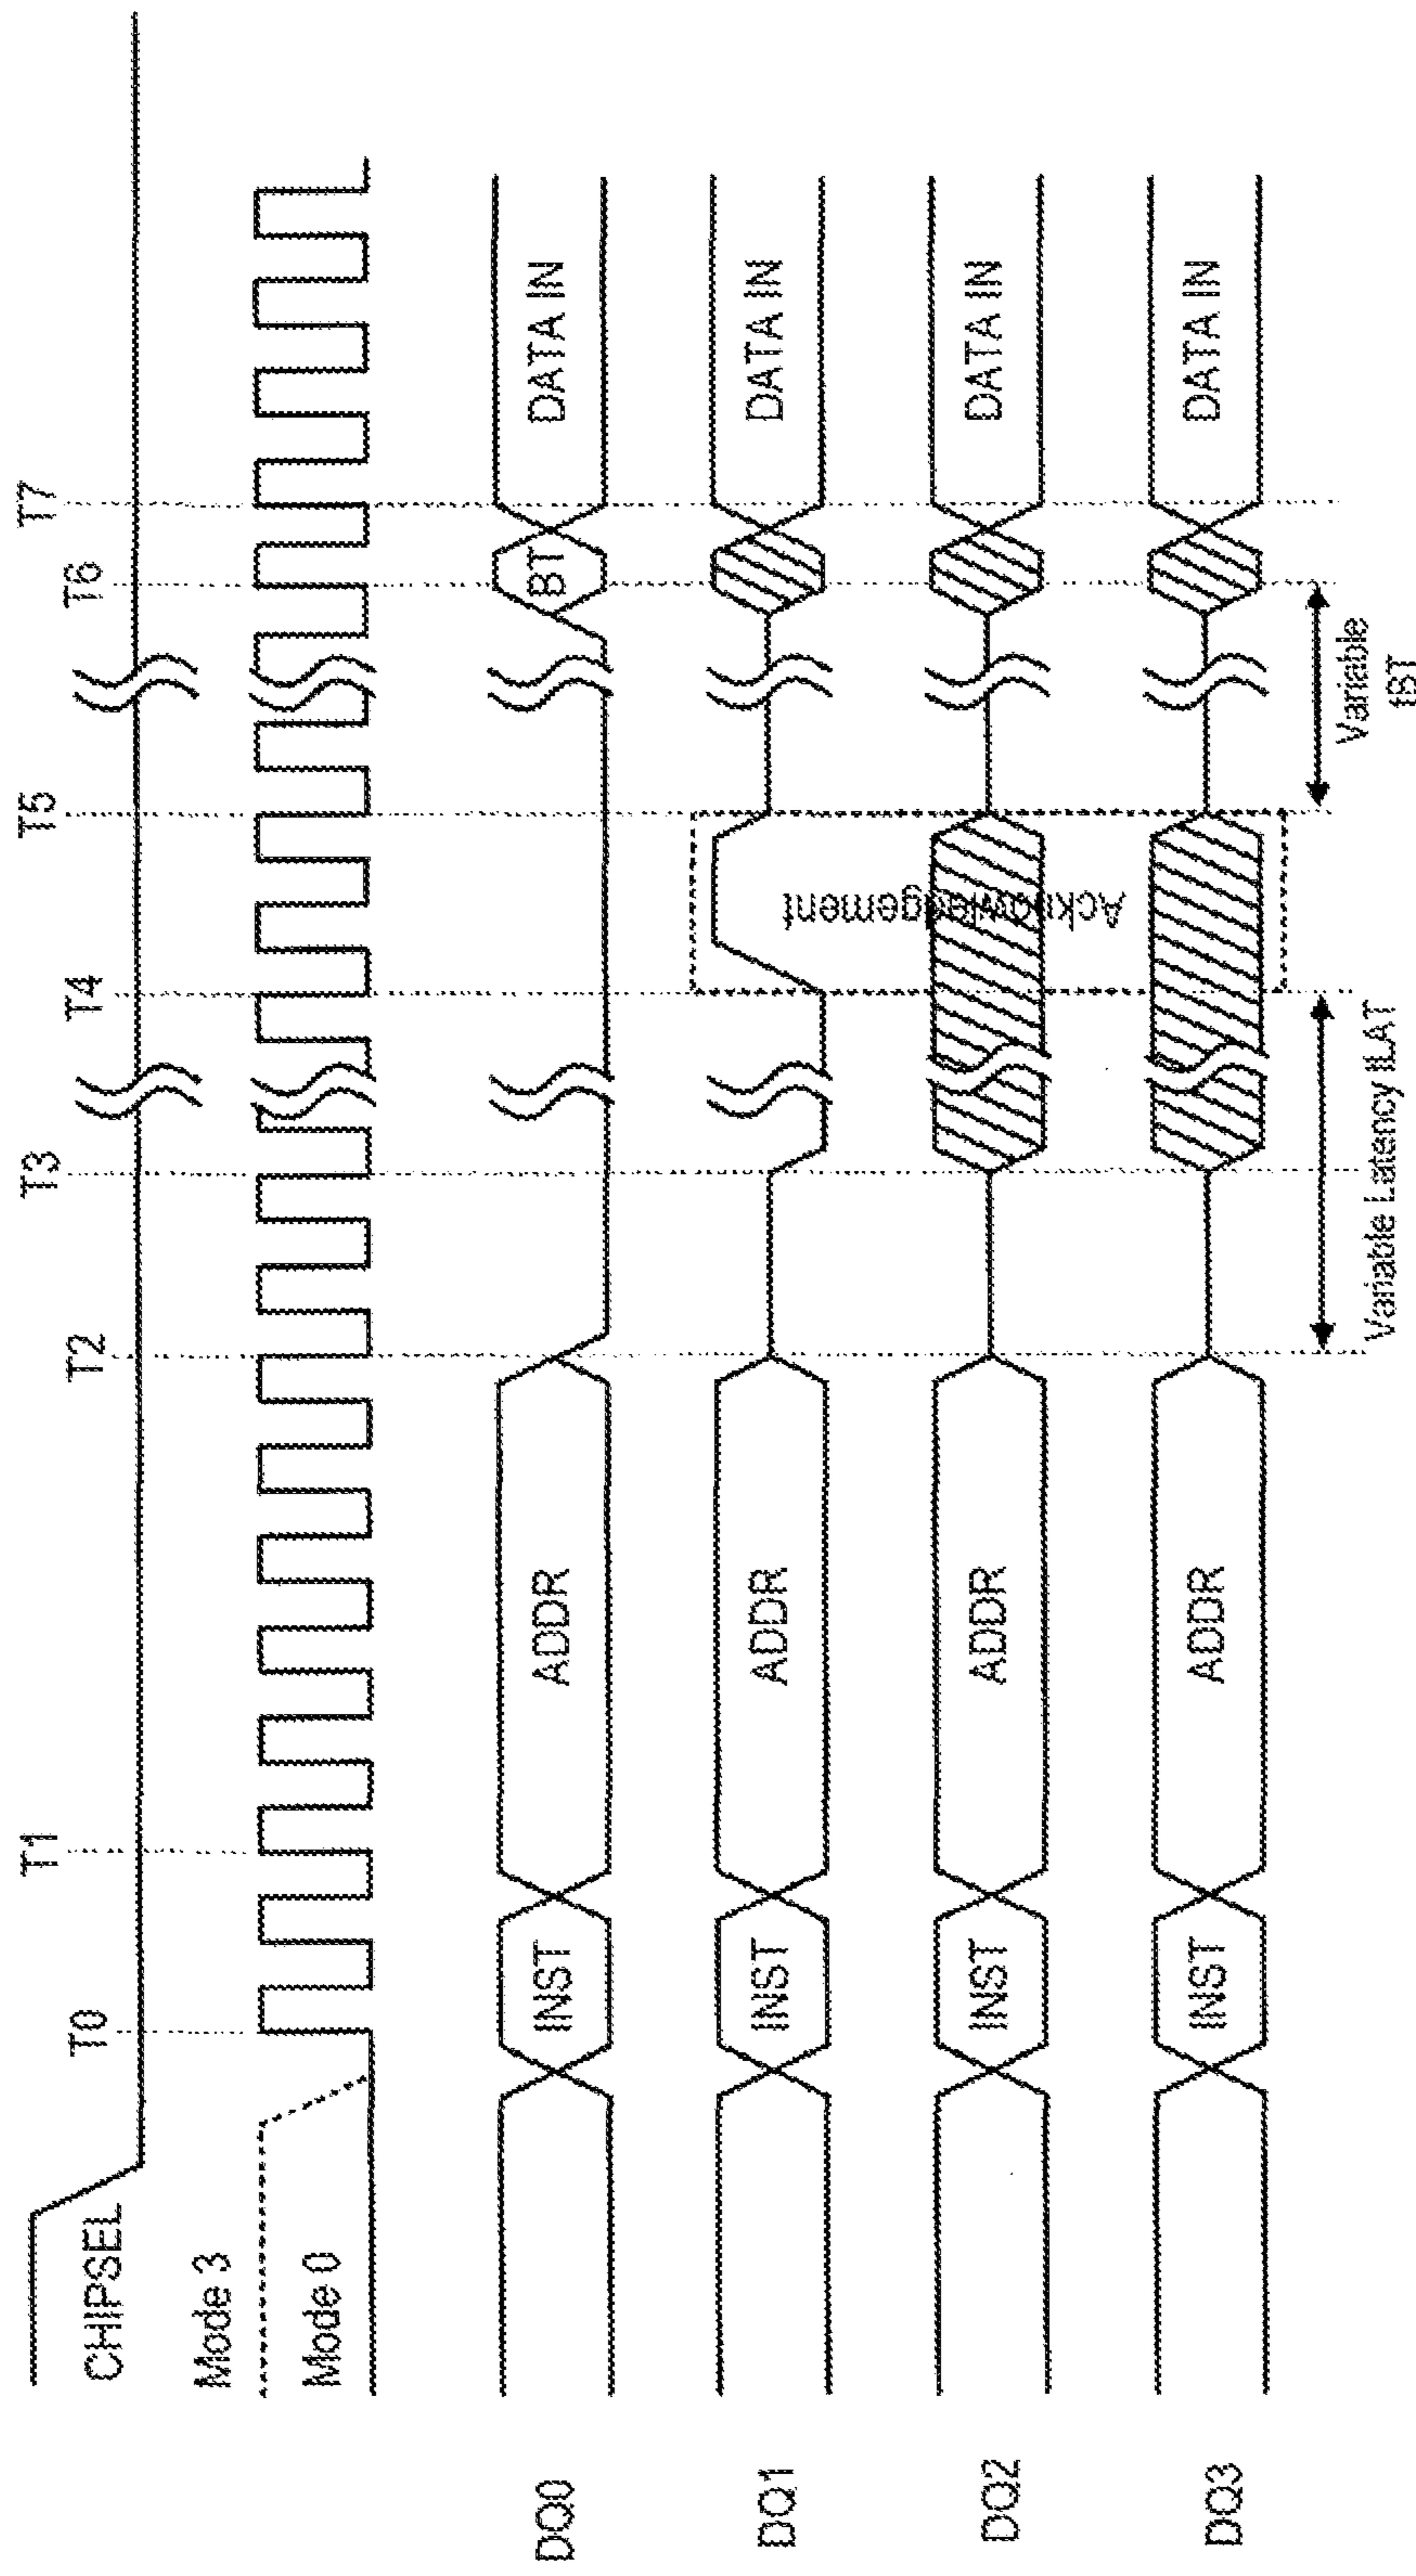 T0 T1 T2 T3 T4 T5 T6 T7
CHIPSEL
Mode 3
Mode 0
DQ0 INST ADDR BT DATA IN
DQ1 INST ADDR DATA IN
Acknowledgement
DQ2 INST ADDR DATA IN
DQ3 INST ADDR DATA IN
Variable Latency tLAT
Variable
tBT